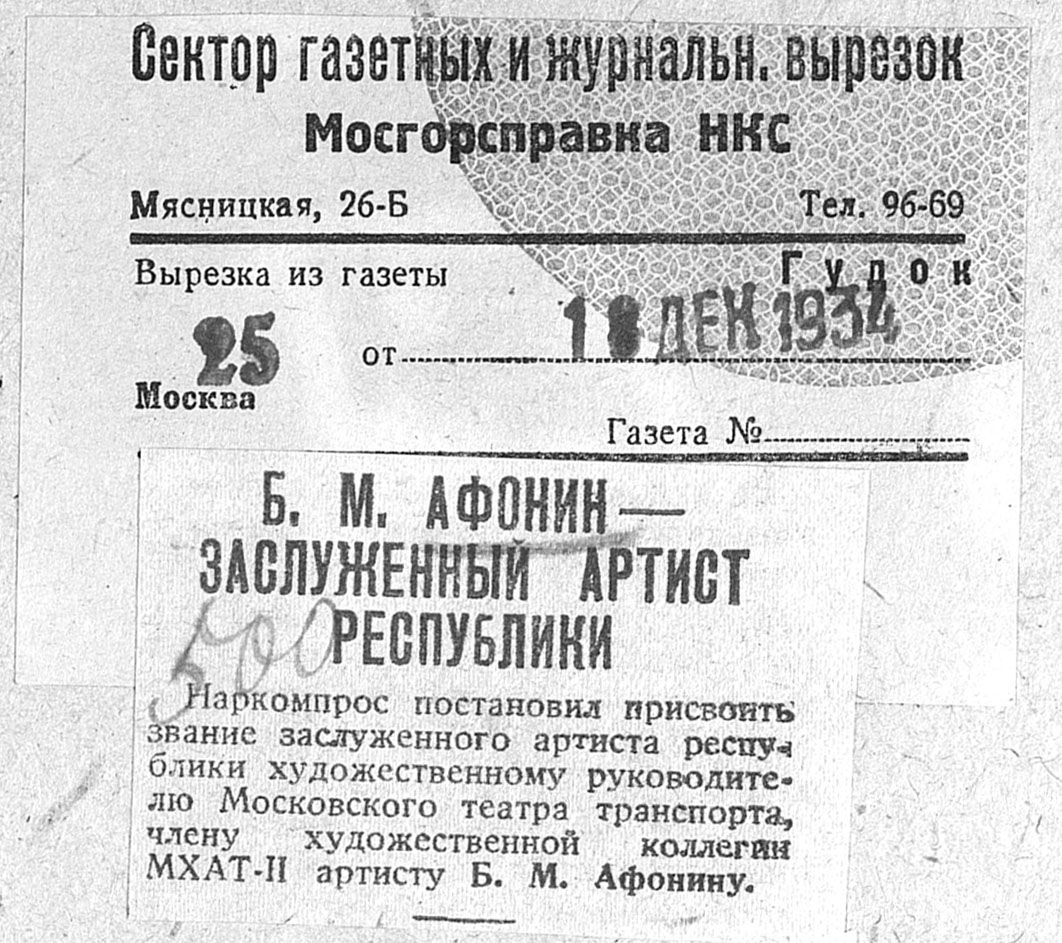 Сектор газетных и журнальн. вырезок
Мосгорсправка НКС
Мясницкая, 26-Б Тел. 96-69
Вырезка из газеты Гудок
25 от 18 ДЕК 1934
Москва
Газета №
Б. М. АФОНИН —
ЗАСЛУЖЕННЫЙ АРТИСТ
РЕСПУБЛИКИ
500
Наркомпрос постановил присвоить
звание заслуженного артиста респу-
блики художественному руководите-
лю Московского театра транспорта,
члену художественной коллегии
МХАТ-II артисту Б. М. Афонину.